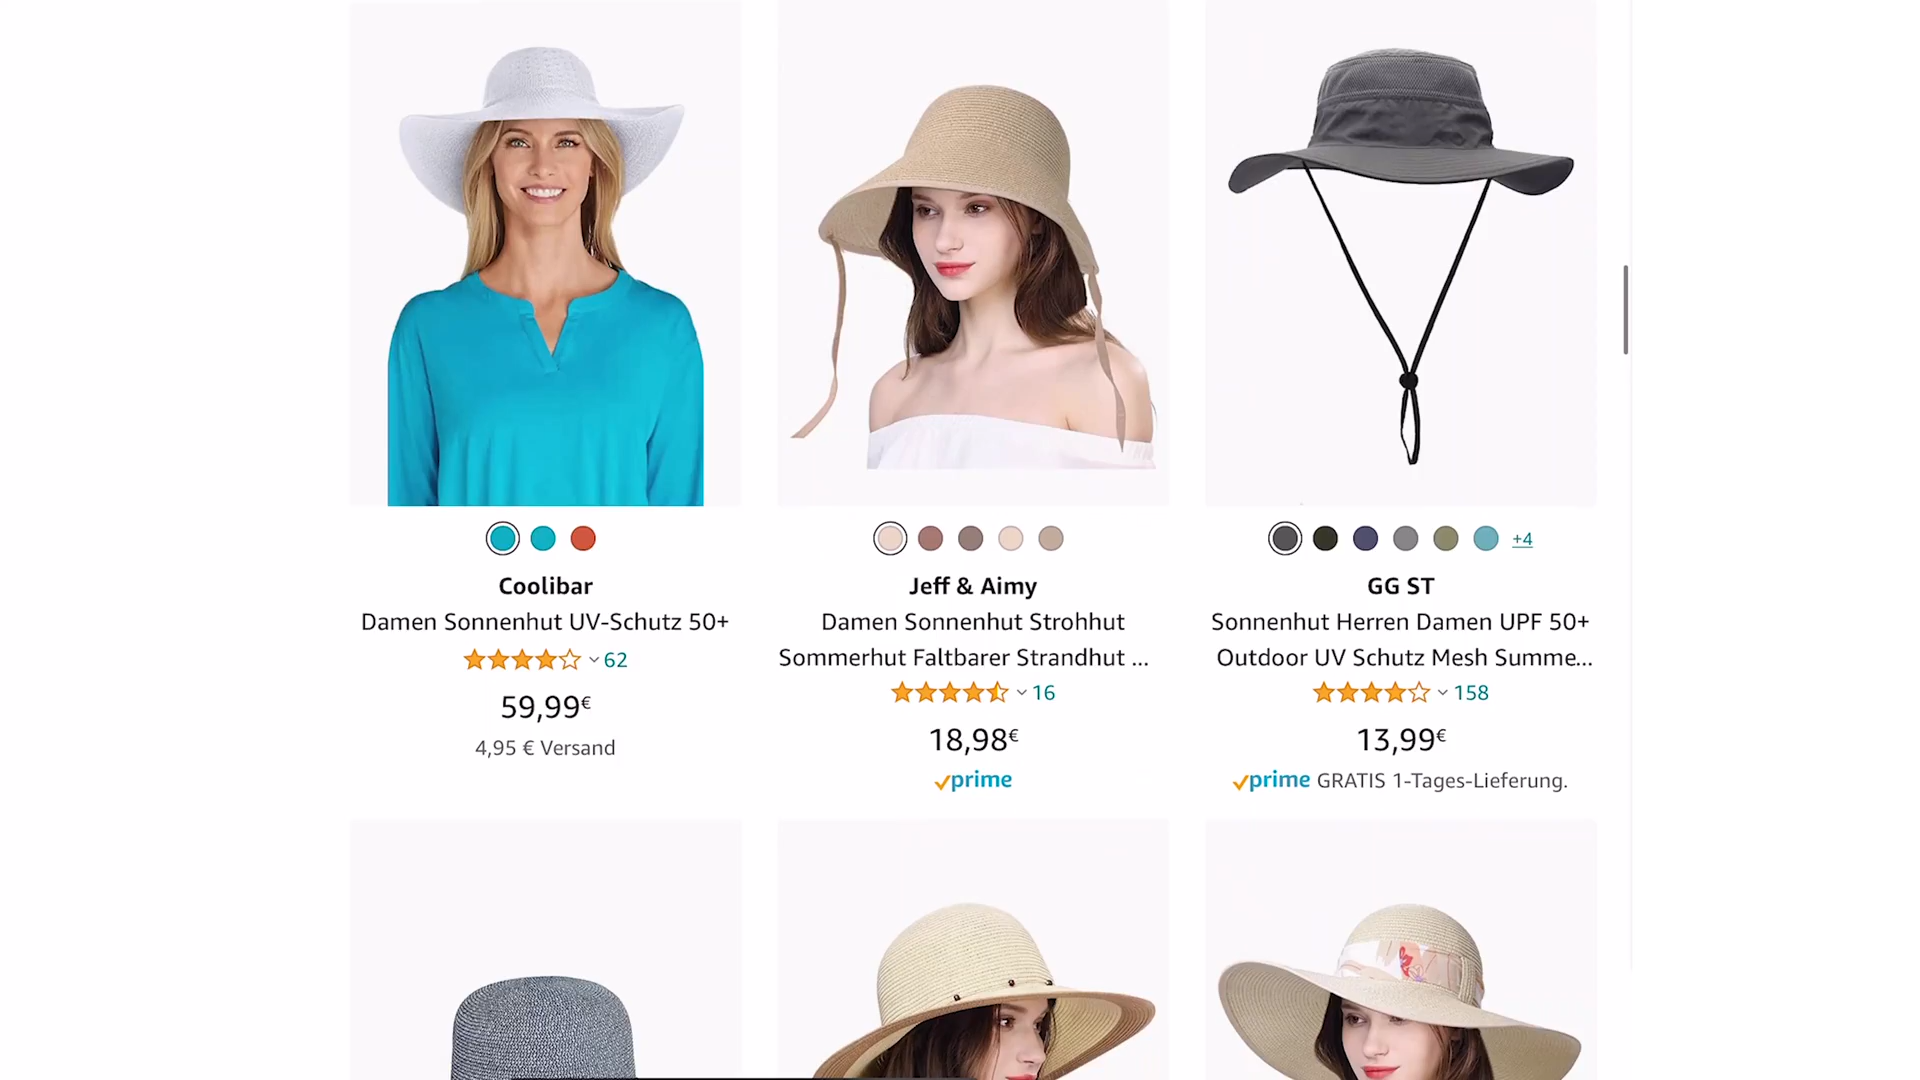 +4
Coolibar
Damen Sonnenhut UV-Schutz 50+
62
59,99€
4,95 € Versand
Jeff & Aimy
Damen Sonnenhut Strohhut
Sommerhut Faltbarer Strandhut ...
16
18,98€
prime
GG ST
Sonnenhut Herren Damen UPF 50+
Outdoor UV Schutz Mesh Summe...
158
13,99€
prime GRATIS 1-Tages-Lieferung.